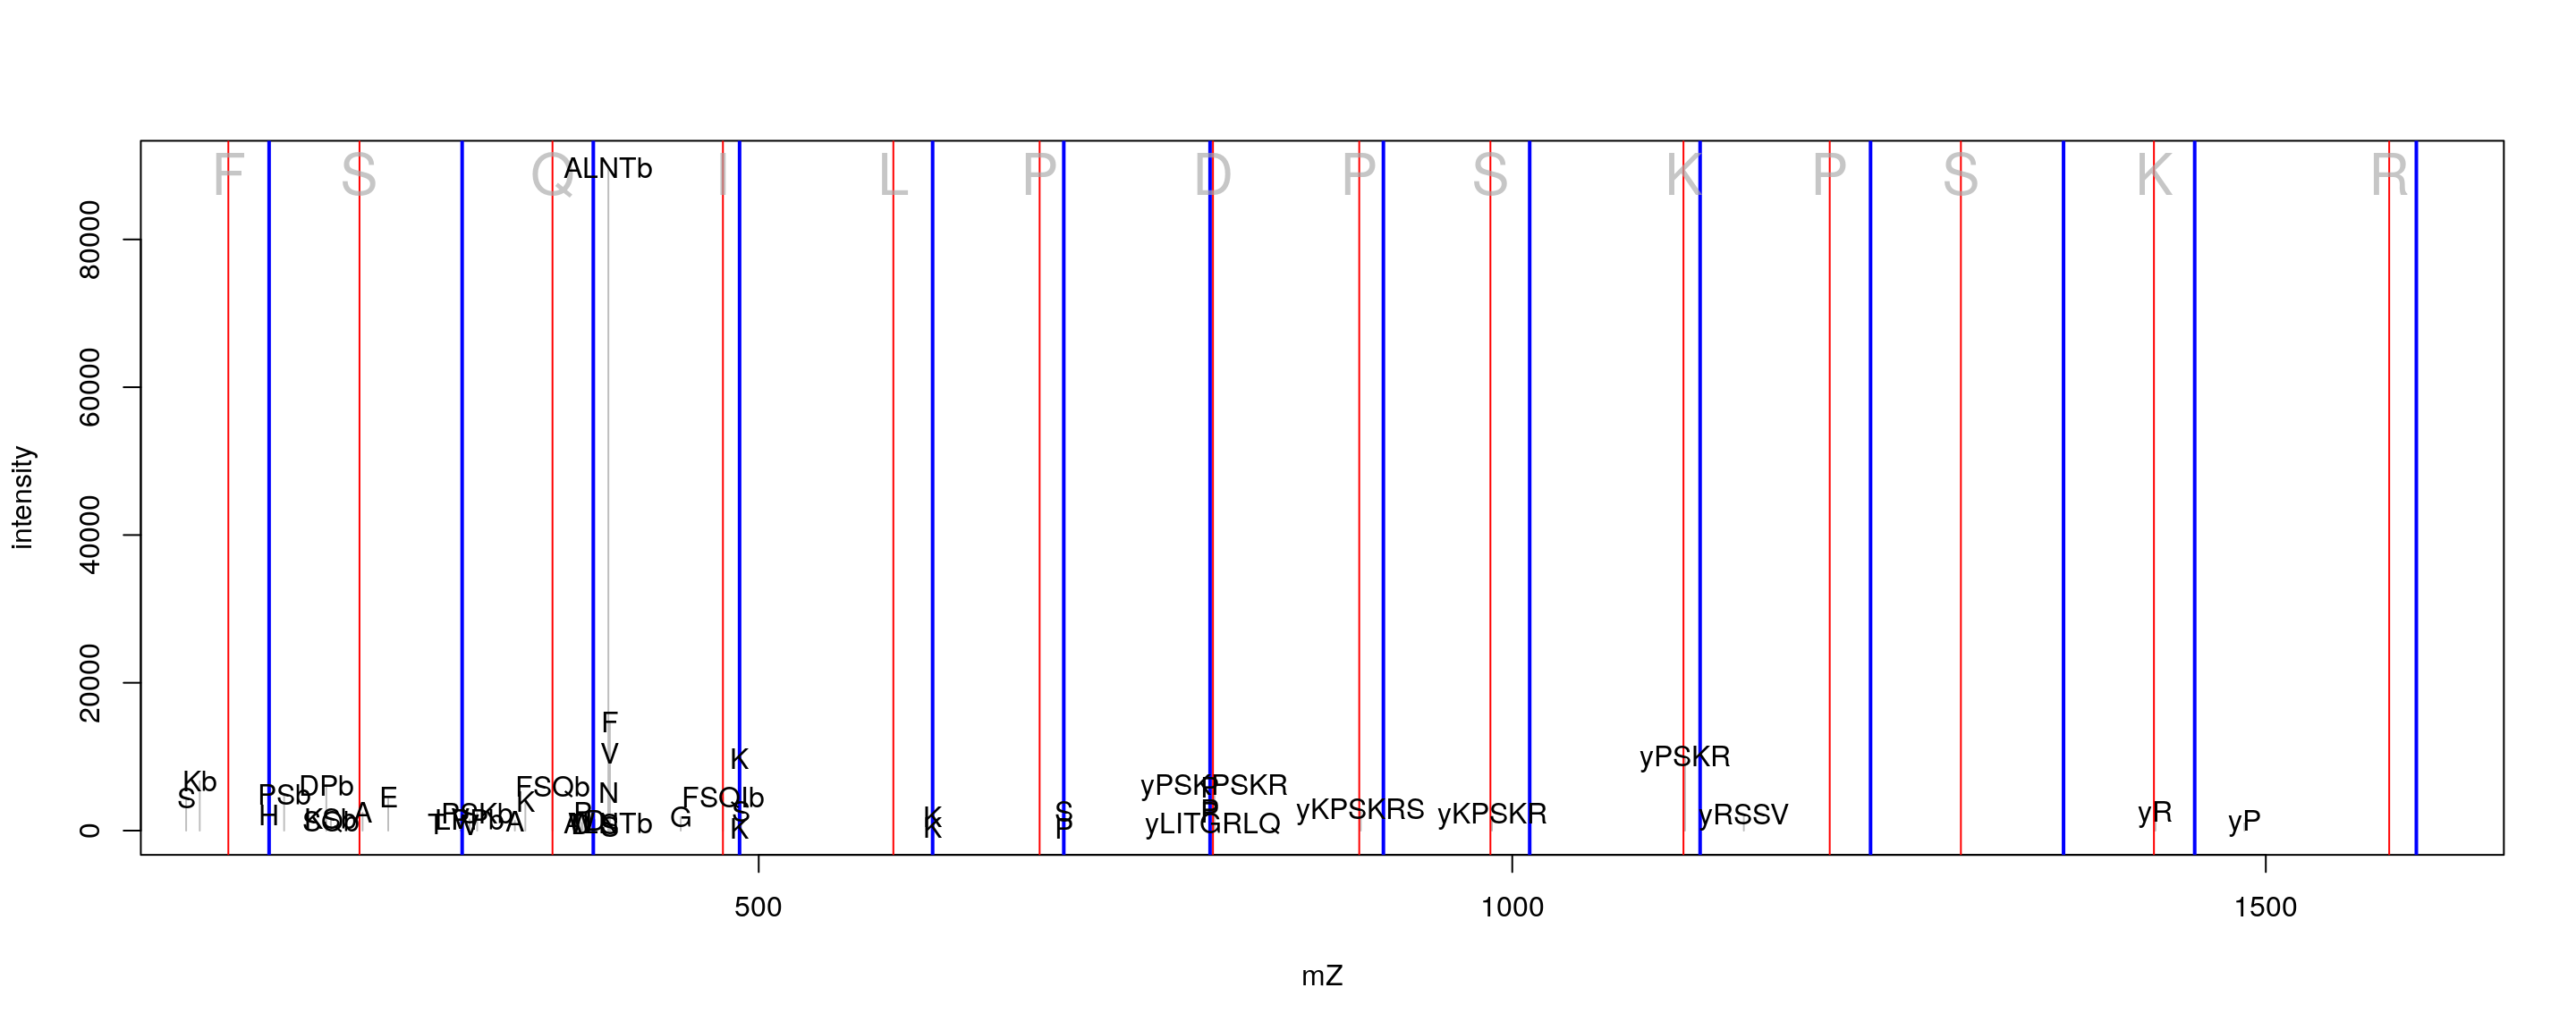 F S Q I L P D P S K P S K R
ALNTb
80000
60000
40000
20000
0
intensity
F
V
N
K
Kb
S
DPb
PSb
H
A
E
FSQb
K
PSKb
A
T
G
FSQIb
K
K
K
S
P
yPSKPSKR
yLITGRLQ
yKPSKRS
yKPSKR
yPSKR
yRSSV
yR
yP
500 1000 1500
mZ